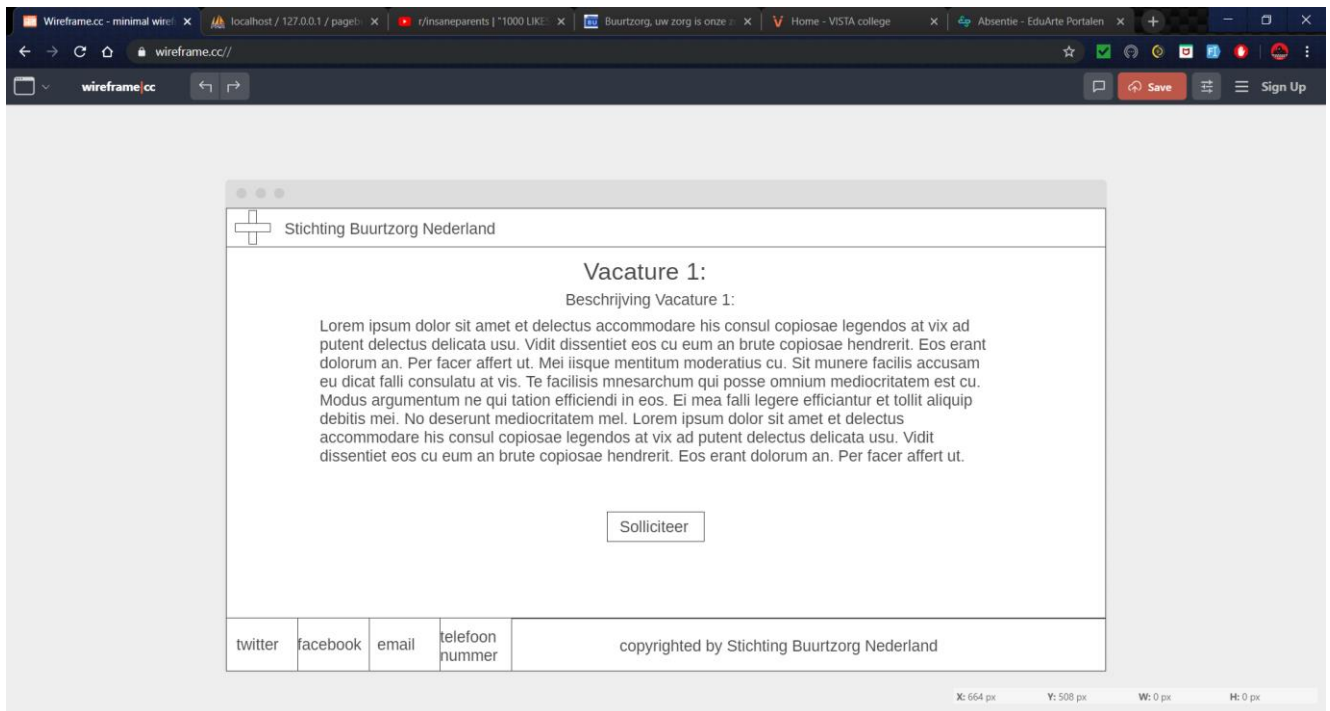 Wireframe.cc - minimal wiref
localhost / 127.0.0.1 / pageb
r/insaneparents | "1000 LIKES
Buurtzorg, uw zorg is onze
Home - VISTA college
Absentie - EduArte Portalen
wireframe.cc//
wireframe|cc
Save
Sign Up
Stichting Buurtzorg Nederland
Vacature 1:
Beschrijving Vacature 1:
Lorem ipsum dolor sit amet et delectus accommodare his consul copiosae legendos at vix ad
putent delectus delicata usu. Vidit dissentiet eos cu eum an brute copiosae hendrerit. Eos erant
dolorum an. Per facer affert ut. Mei iisque mentitum moderatius cu. Sit munere facilis accusam
eu dicat falli consulatu at vis. Te facilisis mnesarchum qui posse omnium mediocritatem est cu.
Modus argumentum ne qui tation efficiendi in eos. Ei mea falli legere efficiantur et tollit aliquip
debitis mei. No deserunt mediocritatem mel. Lorem ipsum dolor sit amet et delectus
accommodare his consul copiosae legendos at vix ad putent delectus delicata usu. Vidit
dissentiet eos cu eum an brute copiosae hendrerit. Eos erant dolorum an. Per facer affert ut.
Solliciteer
twitter
facebook
email
telefoon
nummer
copyrighted by Stichting Buurtzorg Nederland
X: 664 px
Y: 508 px
W: 0 px
H: 0 px